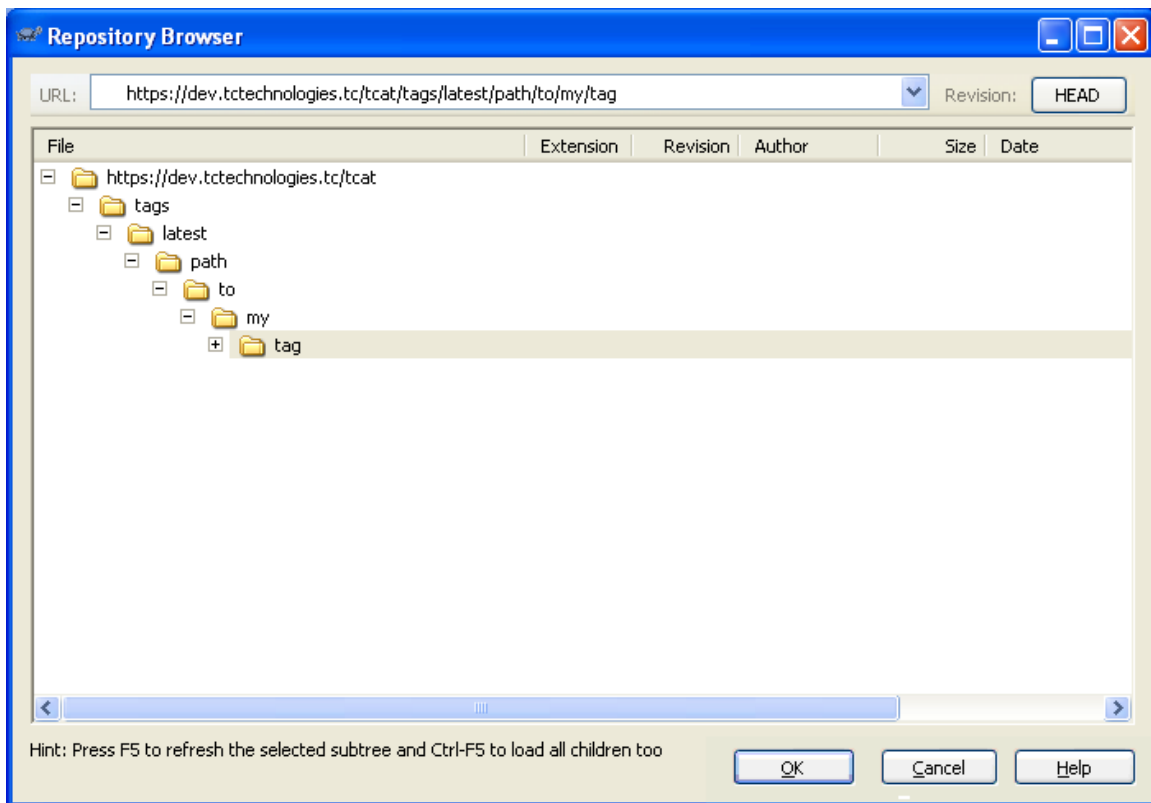 Repository Browser
URL: https://dev.tctechnologies.tc/tcat/tags/latest/path/to/my/tag Revision: HEAD
File Extension Revision Author Size Date
https://dev.tctechnologies.tc/tcat
tags
latest
path
to
my
tag
Hint: Press F5 to refresh the selected subtree and Ctrl-F5 to load all children too
OK Cancel Help